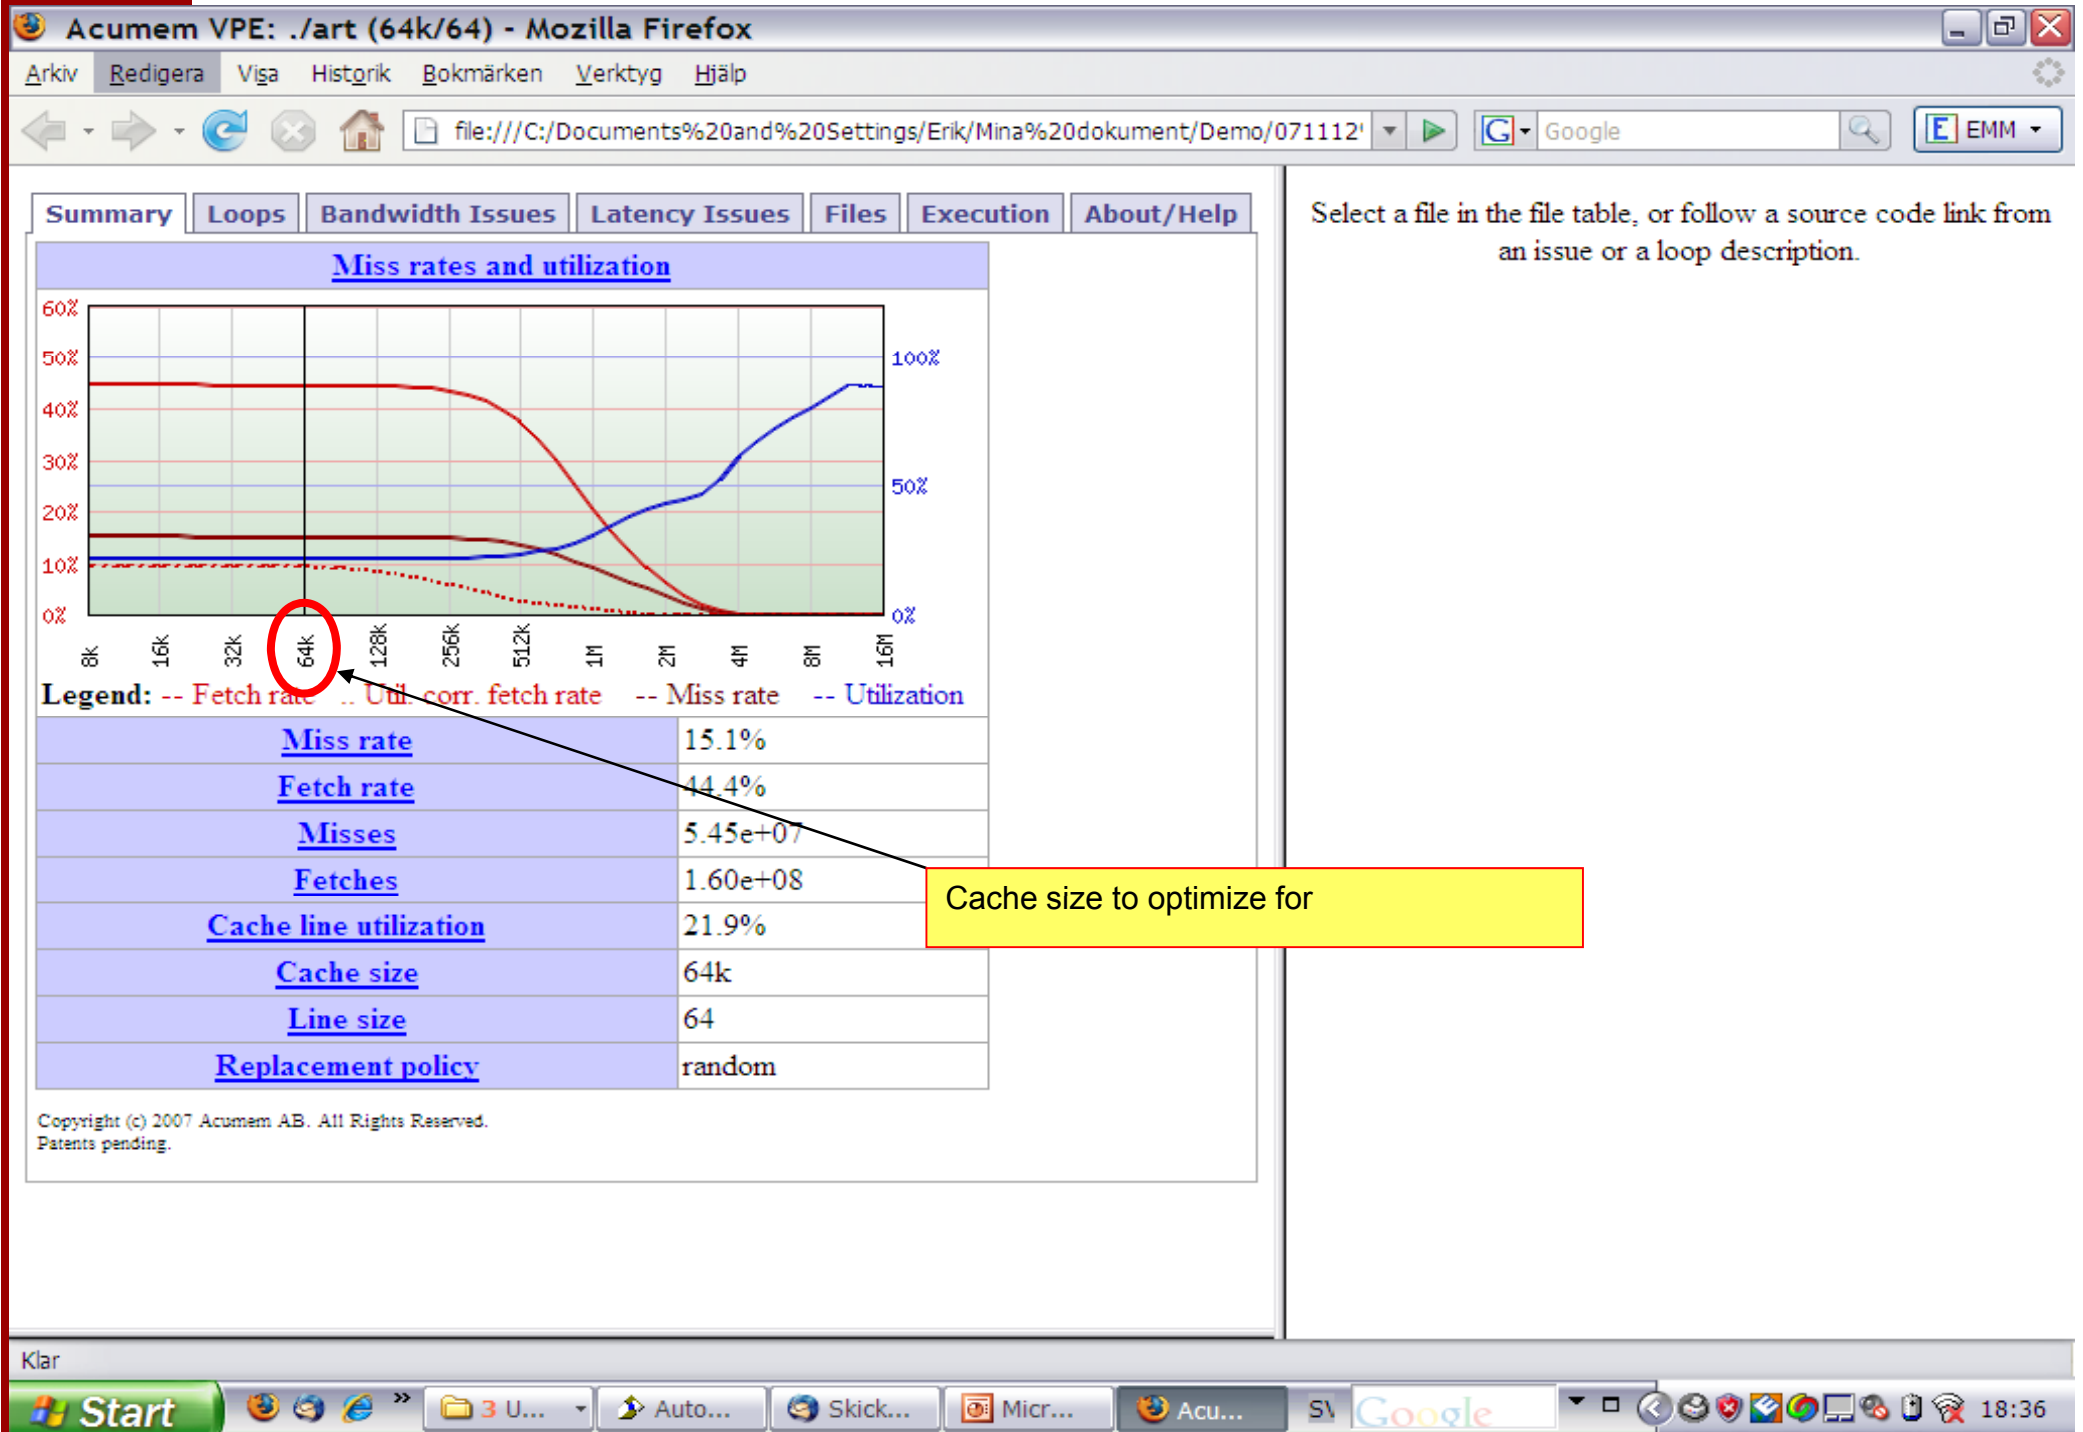 Acumem VPE: ./art (64k/64) - Mozilla Firefox
Arkiv Redigera Visa Historik Bokmärken Verktyg Hjälp
file:///C:/Documents%20and%20Settings/Erik/Mina%20dokument/Demo/071112 Google EMM
Summary Loops Bandwidth Issues Latency Issues Files Execution About/Help
Select a file in the file table, or follow a source code link from
an issue or a loop description.
Miss rates and utilization
60%
50% 100%
40%
30%
50%
20%
10%
0% 0%
8k 16k 32k 64k 128k 256k 512k 1M 2M 4M 8M 16M
Legend: -- Fetch rate .. Util. corr. fetch rate -- Miss rate -- Utilization
Miss rate 15.1%
Fetch rate 44.4%
Misses 5.45e+07
Fetches 1.60e+08
Cache size to optimize for
Cache line utilization 21.9%
Cache size 64k
Line size 64
Replacement policy random
Copyright (c) 2007 Acumem AB. All Rights Reserved.
Patents pending.
Klar
Start » 3 U... Auto... Skick... Micr... Acu... Google 18:36